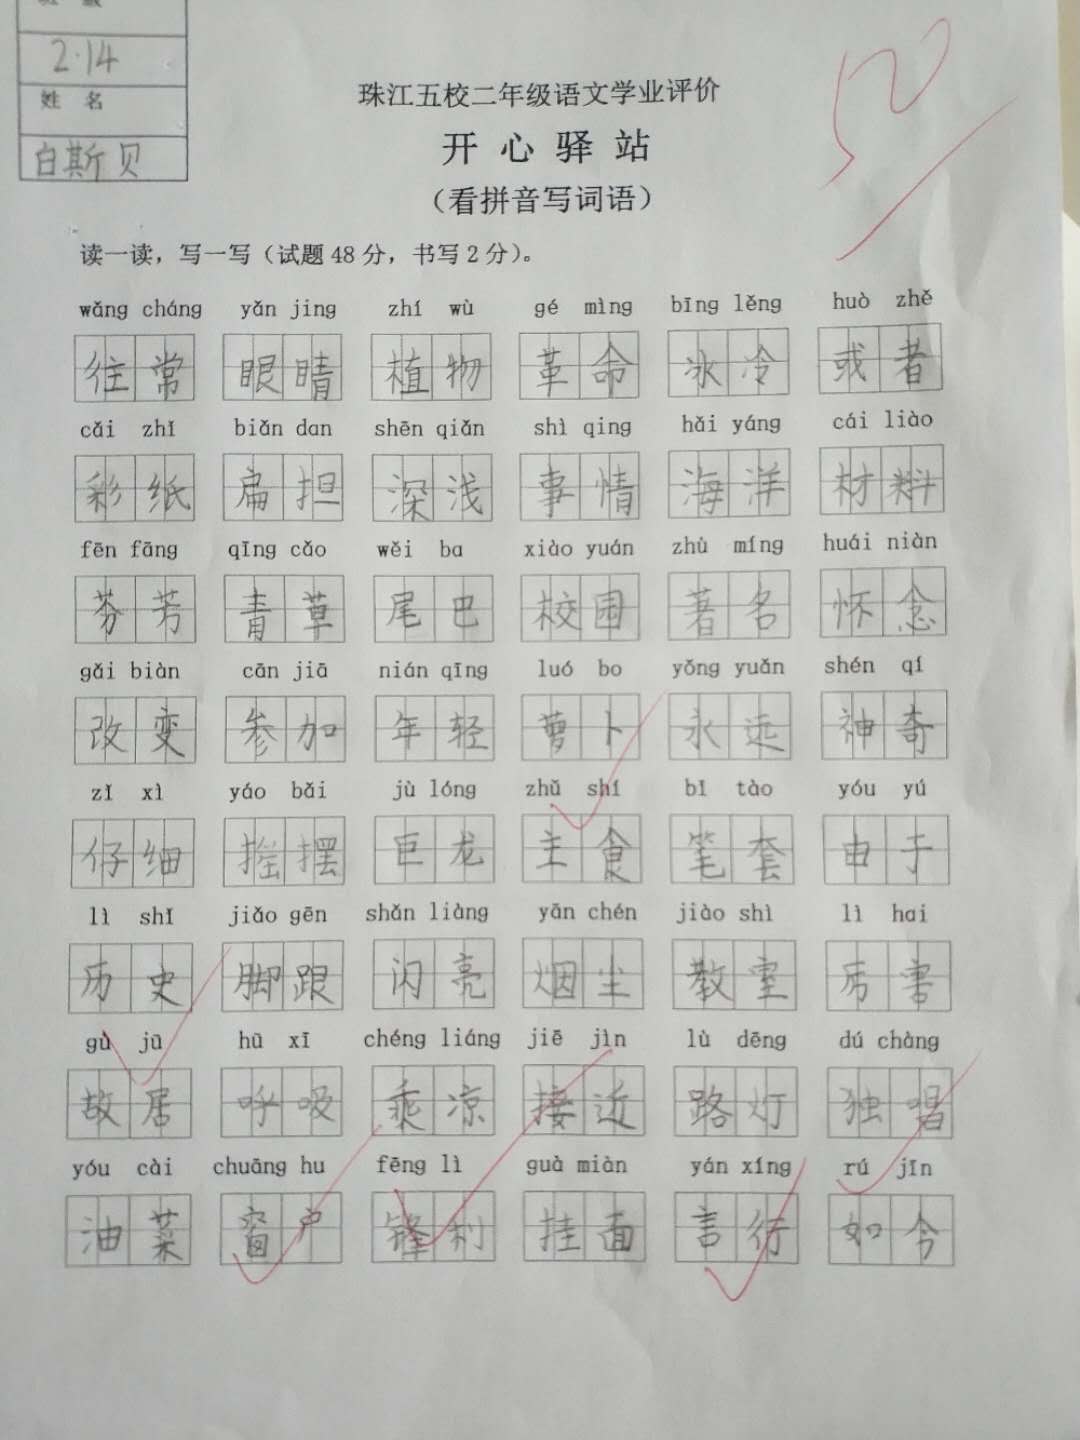 班 级
2.14
姓 名
白斯贝
50
珠江五校二年级语文学业评价
开 心 驿 站
（看拼音写词语）
读一读，写一写（试题48分，书写2分）。
wǎng cháng yǎn jing zhí wù gé mìng bīng lěng huò zhě
往常 眼睛 植物 革命 冰冷 或者
cǎi zhǐ biǎn dan shēn qiǎn shì qing hǎi yáng cái liào
彩纸 扁担 深浅 事情 海洋 材料
fēn fāng qīng cǎo wěi ba xiào yuán zhù míng huái niàn
芬芳 青草 尾巴 校园 著名 怀念
gǎi biàn cān jiā nián qīng luó bo yǒng yuǎn shén qí
改变 参加 年轻 萝卜 永远 神奇
zǐ xì yáo bǎi jù lóng zhǔ shí bǐ tào yóu yú
仔细 摇摆 巨龙 主食 笔套 由于
lì shǐ jiǎo gēn shǎn liàng yān chén jiào shì lì hai
历史 脚跟 闪亮 烟尘 教室 厉害
gù jū hū xī chéng liáng jiē jìn lù dēng dú chàng
故居 呼吸 乘凉 接近 路灯 独唱
yóu cài chuāng hu fēng lì guà miàn yán xíng rú jīn
油菜 窗户 锋利 挂面 言行 如今